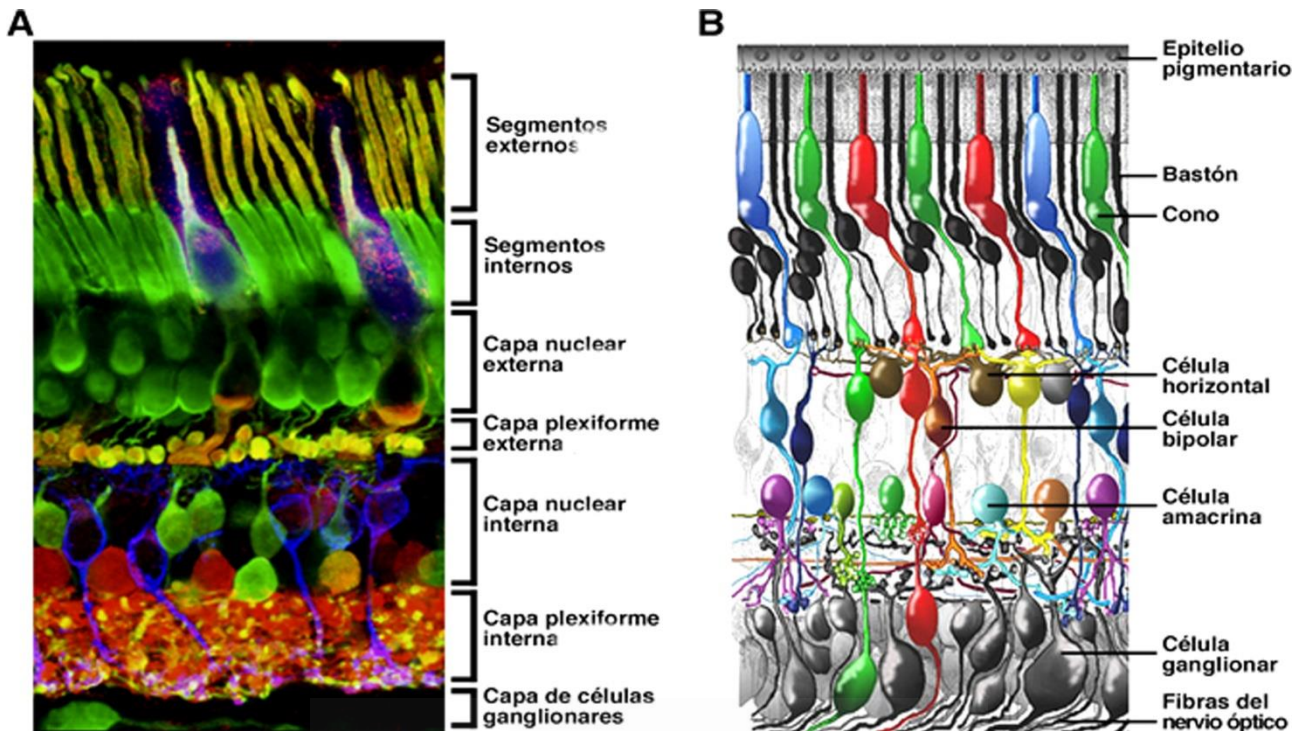 A
Segmentos
externos
Segmentos
internos
Capa nuclear
externa
Capa plexiforme
externa
Capa nuclear
interna
Capa plexiforme
interna
Capa de células
ganglionares
B
Epitelio
pigmentario
Bastón
Cono
Célula
horizontal
Célula
bipolar
Célula
amacrina
Célula
ganglionar
Fibras del
nervio óptico